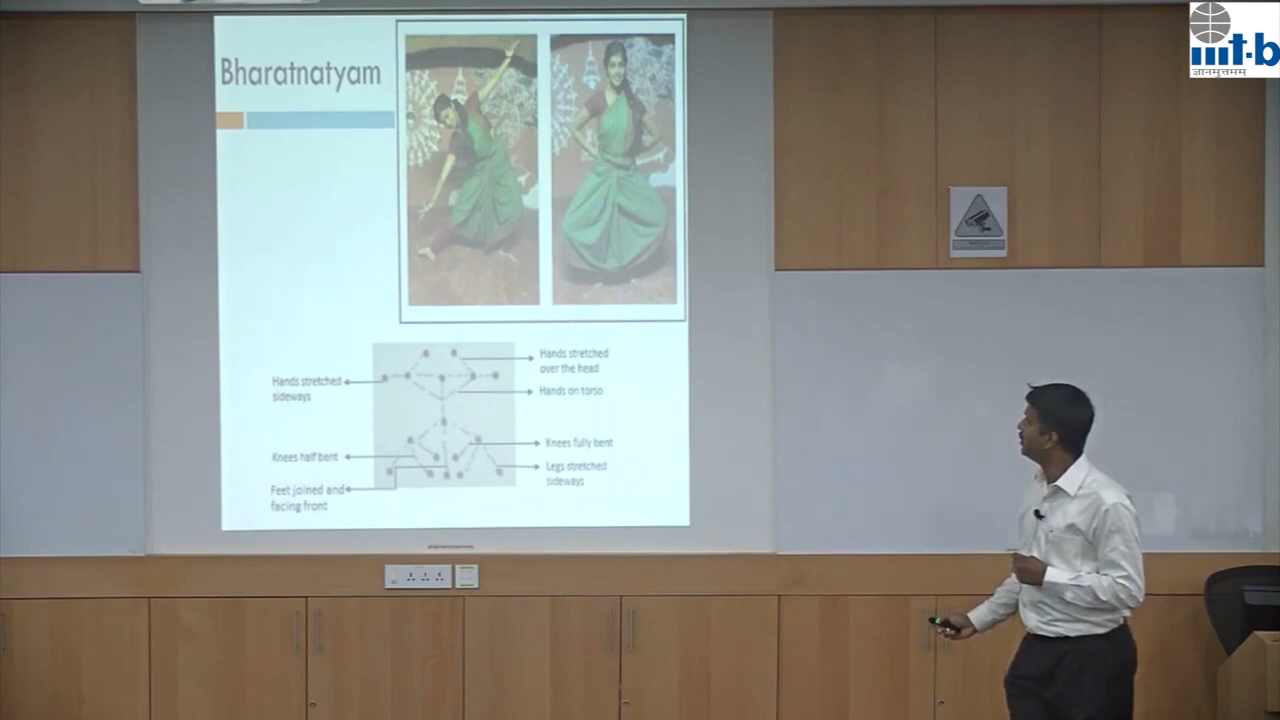 iiit-b
ज्ञानमुत्तमम्
Bharatnatyam
Hands stretched
over the head
Hands stretched
sideways
Hands on torso
Knees half bent
Knees fully bent
Legs stretched
sideways
Feet joined and
facing front